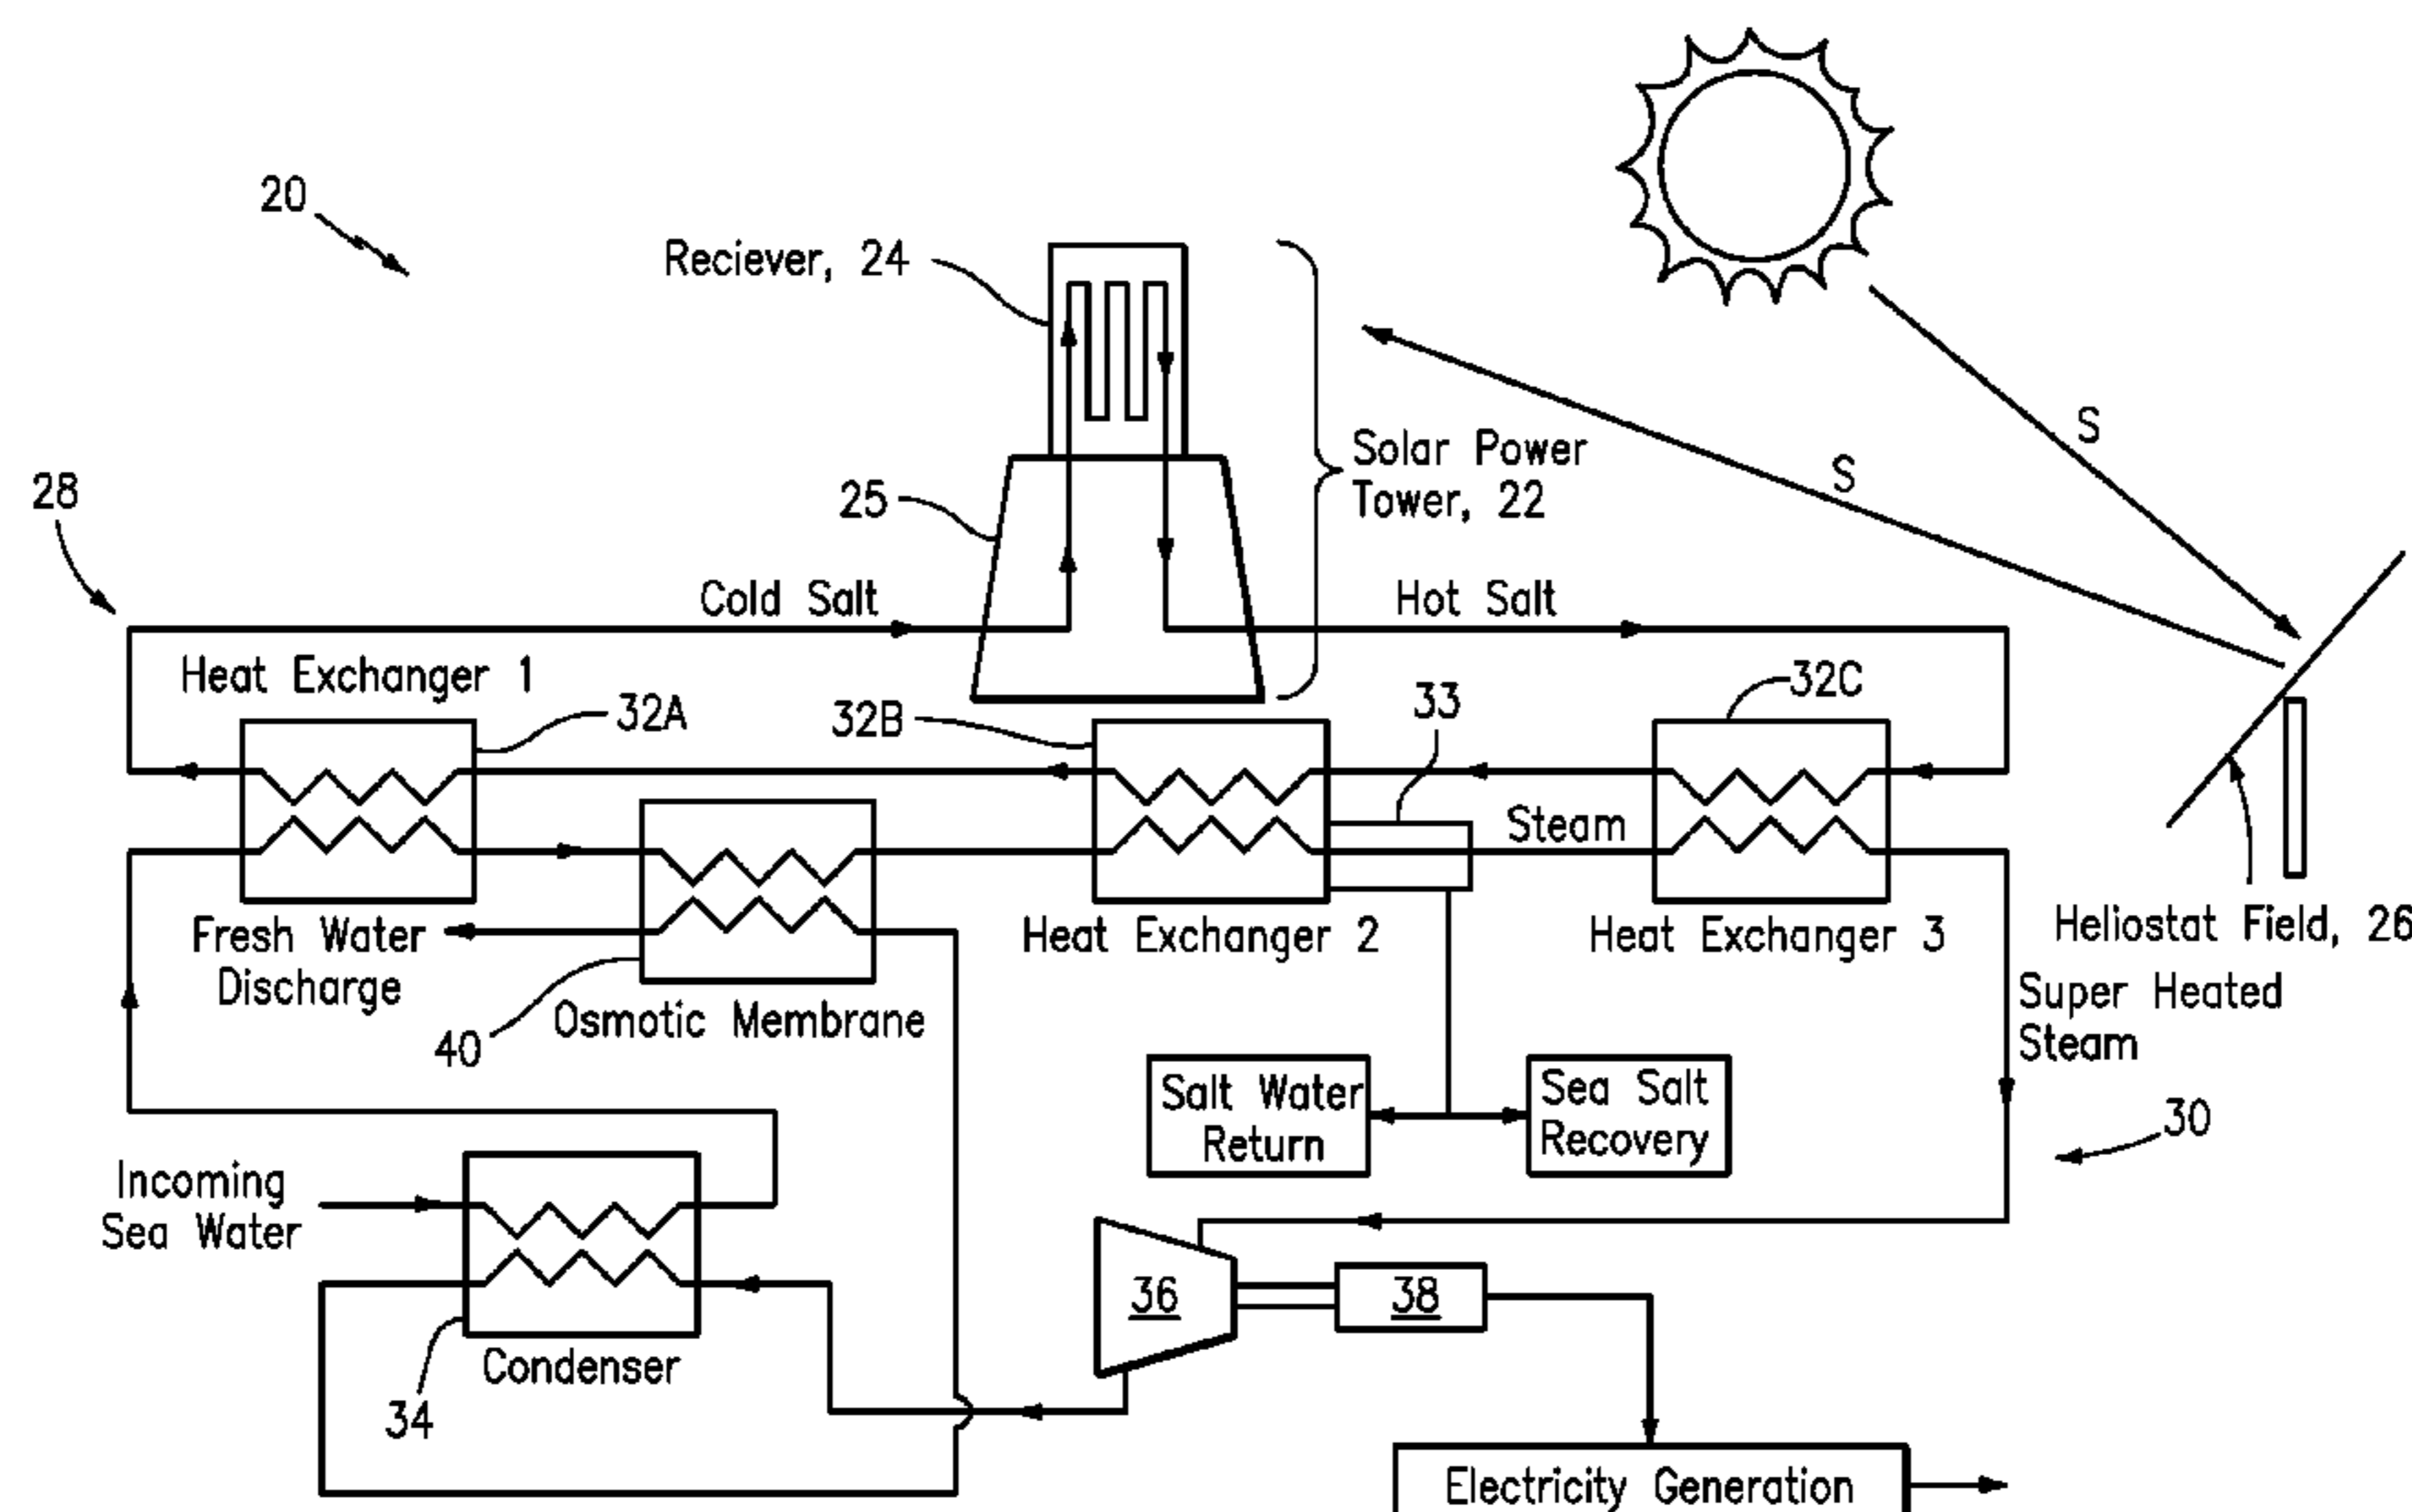 20
Reciever, 24
S
S
Solar Power
Tower, 22
28
25
Cold Salt
Hot Salt
Heat Exchanger 1
32A
32B
33
32C
Steam
Fresh Water
Discharge
Heat Exchanger 2
Heat Exchanger 3
Heliostat Field, 26
Super Heated
Steam
40
Osmotic Membrane
Salt Water
Return
Sea Salt
Recovery
30
Incoming
Sea Water
36
38
Condenser
34
Electricity Generation